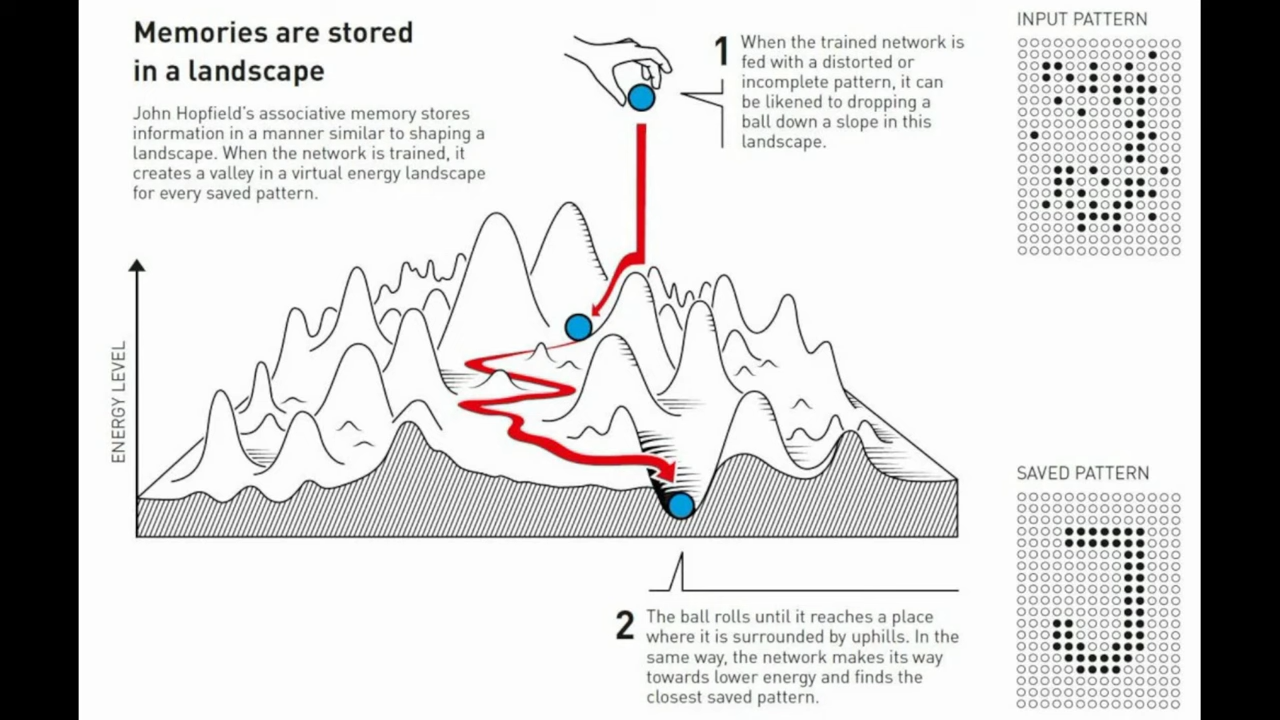 Memories are stored
in a landscape
John Hopfield's associative memory stores
information in a manner similar to shaping a
landscape. When the network is trained, it
creates a valley in a virtual energy landscape
for every saved pattern.
1
When the trained network is
fed with a distorted or
incomplete pattern, it can
be likened to dropping a
ball down a slope in this
landscape.
INPUT PATTERN
ENERGY LEVEL
SAVED PATTERN
2
The ball rolls until it reaches a place
where it is surrounded by uphills. In the
same way, the network makes its way
towards lower energy and finds the
closest saved pattern.